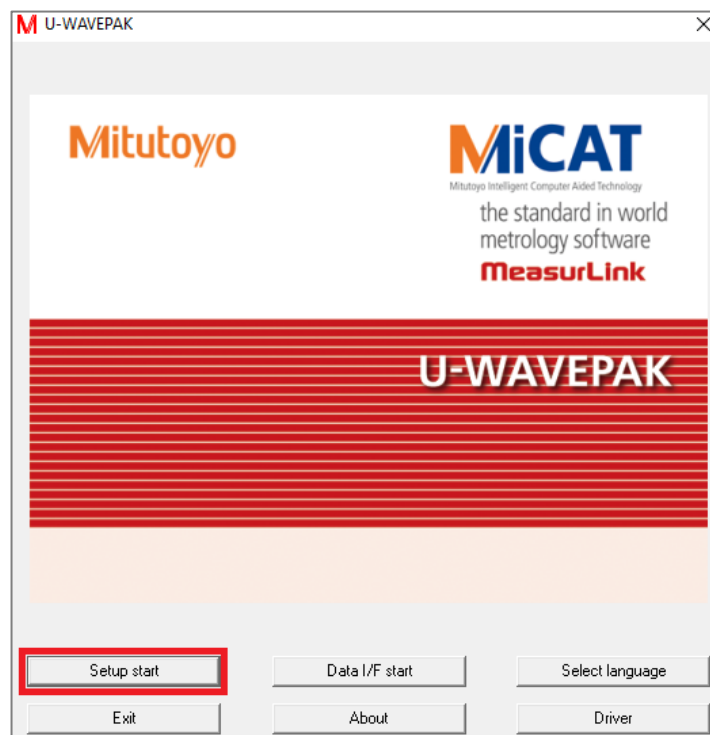 U-WAVEPAK
Mitutoyo
MiCAT
Mitutoyo Intelligent Computer Aided Technology
the standard in world
metrology software
MeasurLink
U-WAVEPAK
Setup start
Data I/F start
Select language
Exit
About
Driver